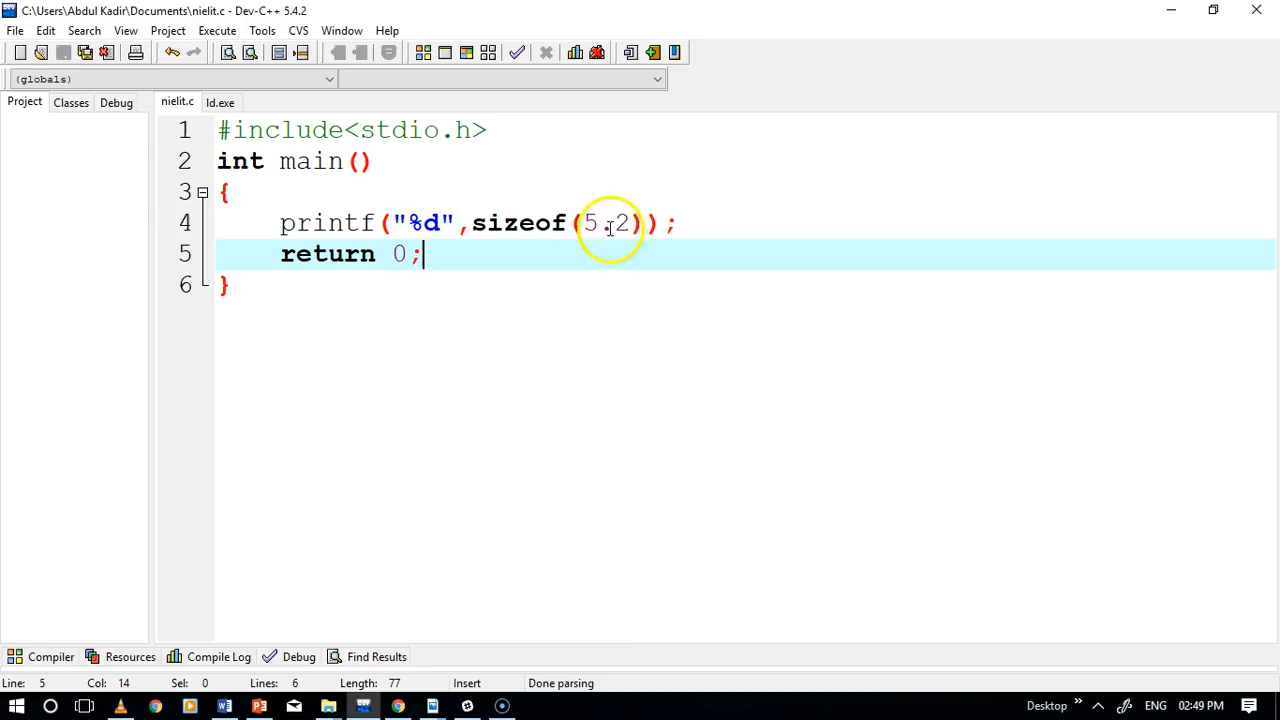 C:\Users\Abdul Kadir\Documents\nielit.c - Dev-C++ 5.4.2
File Edit Search View Project Execute Tools CVS Window Help
(globals)
Project Classes Debug nielit.c ld.exe
1 #include<stdio.h>
2 int main()
3 {
4 printf("%d",sizeof(5.2));
5 return 0;
6 }
Compiler Resources Compile Log Debug Find Results
Line: 5 Col: 14 Sel: 0 Lines: 6 Length: 77 Insert Done parsing
Desktop ENG 02:49 PM